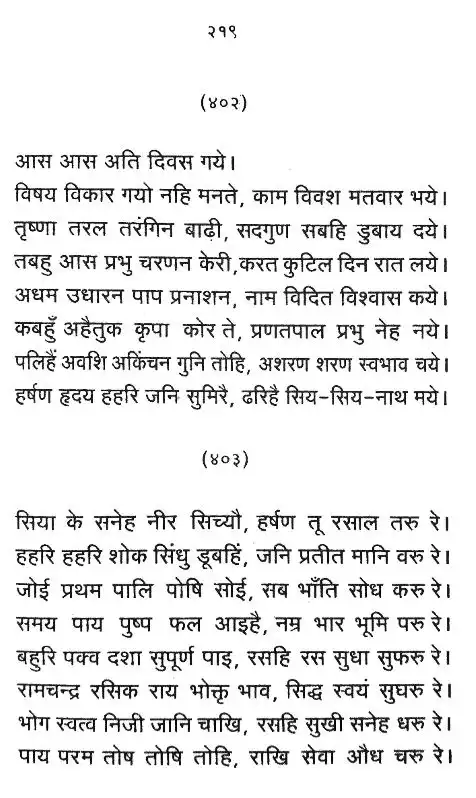 २१९
(४०२)
आस आस अति दिवस गये।
विषय विकार गयो नहि मनते, काम विवश मतवार भये।
तृष्णा तरल तरंगिन बाढ़ी, सदगुण सबहि डुबाय दये।
तबहु आस प्रभु चरणन केरी,करत कुटिल दिन रात लये।
अधम उधारन पाप प्रनाशन, नाम विदित विश्वास कये।
कबहुँ अहैतुक कृपा कोर ते, प्रणतपाल प्रभु नेह नये।
पलिहैं अवशि अकिंचन गुनि तोहि, अशरण शरण स्वभाव चये।
हर्षण हृदय हहरि जनि सुमिरै, ढरिहै सिय-सिय-नाथ मये।
(४०३)
सिया के सनेह नीर सिच्यौ, हर्षण तू रसाल तरु रे।
हहरि हहरि शोक सिंधु डूबहिं, जनि प्रतीत मानि वरु रे।
जोई प्रथम पालि पोषि सोई, सब भाँति सोध करु रे।
समय पाय पुष्प फल आइहै, नम्र भार भूमि परु रे।
बहुरि पक्व दशा सुपूर्ण पाइ, रसहि रस सुधा सुफरु रे।
रामचन्द्र रसिक राय भोक्तृ भाव, सिद्ध स्वयं सुघरु रे।
भोग स्वत्व निजी जानि चाखि, रसहि सुखी सनेह धरु रे।
पाय परम तोष तोषि तोहि, राखि सेवा औध चरु रे।